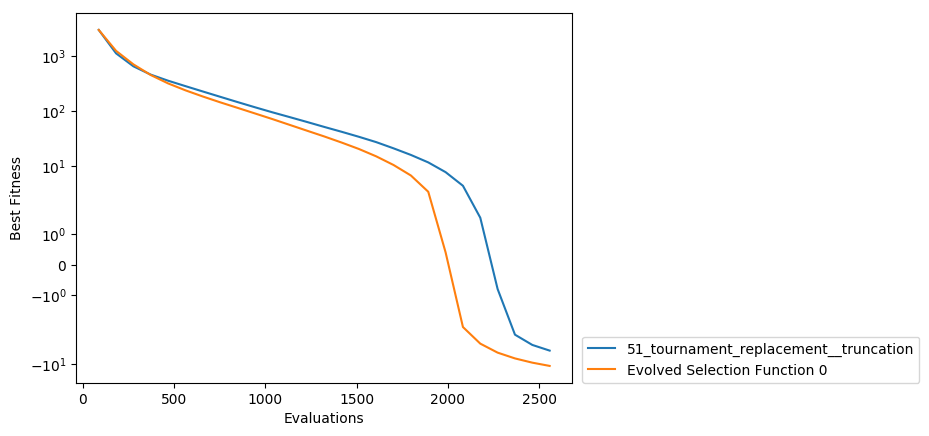 Best Fitness
10³
10²
10¹
10⁰
0
−10⁰
−10¹
0 500 1000 1500 2000 2500
Evaluations
51_tournament_replacement__truncation
Evolved Selection Function 0